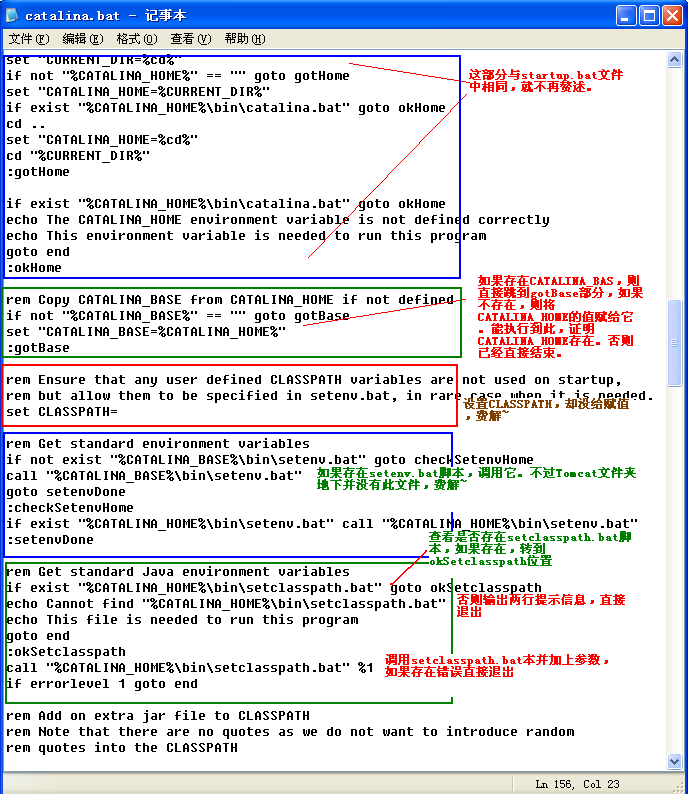 catalina.bat - 记事本
文件(F) 编辑(E) 格式(O) 查看(V) 帮助(H)
set "CURRENT_DIR=%cd%"
if not "%CATALINA_HOME%" == "" goto gotHome
set "CATALINA_HOME=%CURRENT_DIR%"
if exist "%CATALINA_HOME%\bin\catalina.bat" goto okHome
cd ..
set "CATALINA_HOME=%cd%"
cd "%CURRENT_DIR%"
:gotHome
这部分与startup.bat文件
中相同，就不再赘述。
if exist "%CATALINA_HOME%\bin\catalina.bat" goto okHome
echo The CATALINA_HOME environment variable is not defined correctly
echo This environment variable is needed to run this program
goto end
:okHome
rem Copy CATALINA_BASE from CATALINA_HOME if not defined
if not "%CATALINA_BASE%" == "" goto gotBase
set "CATALINA_BASE=%CATALINA_HOME%"
:gotBase
如果存在CATALINA_BAS，则
直接跳到gotBase部分，如果
不存在，则将
CATALINA_HOME的值赋给它
。能执行到此，证明
CATALINA_HOME存在。否则
已经直接结束。
rem Ensure that any user defined CLASSPATH variables are not used on startup,
rem but allow them to be specified in setenv.bat, in rare case when it is needed.
set CLASSPATH=
设置CLASSPATH，却没给赋值
，费解~
rem Get standard environment variables
if not exist "%CATALINA_BASE%\bin\setenv.bat" goto checkSetenvHome
call "%CATALINA_BASE%\bin\setenv.bat"
goto setenvDone
:checkSetenvHome
if exist "%CATALINA_HOME%\bin\setenv.bat" call "%CATALINA_HOME%\bin\setenv.bat"
:setenvDone
如果存在setenv.bat脚本，调用它。不过Tomcat文件夹
地下并没有此文件，费解~
查看是否存在setclasspath.bat脚
本，如果存在，转到
okSetclasspath位置
rem Get standard Java environment variables
if exist "%CATALINA_HOME%\bin\setclasspath.bat" goto okSetclasspath
echo Cannot find "%CATALINA_HOME%\bin\setclasspath.bat"
echo This file is needed to run this program
goto end
:okSetclasspath
call "%CATALINA_HOME%\bin\setclasspath.bat" %1
if errorlevel 1 goto end
否则输出两行提示信息，直接
退出
调用setclasspath.bat本并加上参数，
如果存在错误直接退出
rem Add on extra jar file to CLASSPATH
rem Note that there are no quotes as we do not want to introduce random
rem quotes into the CLASSPATH
Ln 156, Col 23